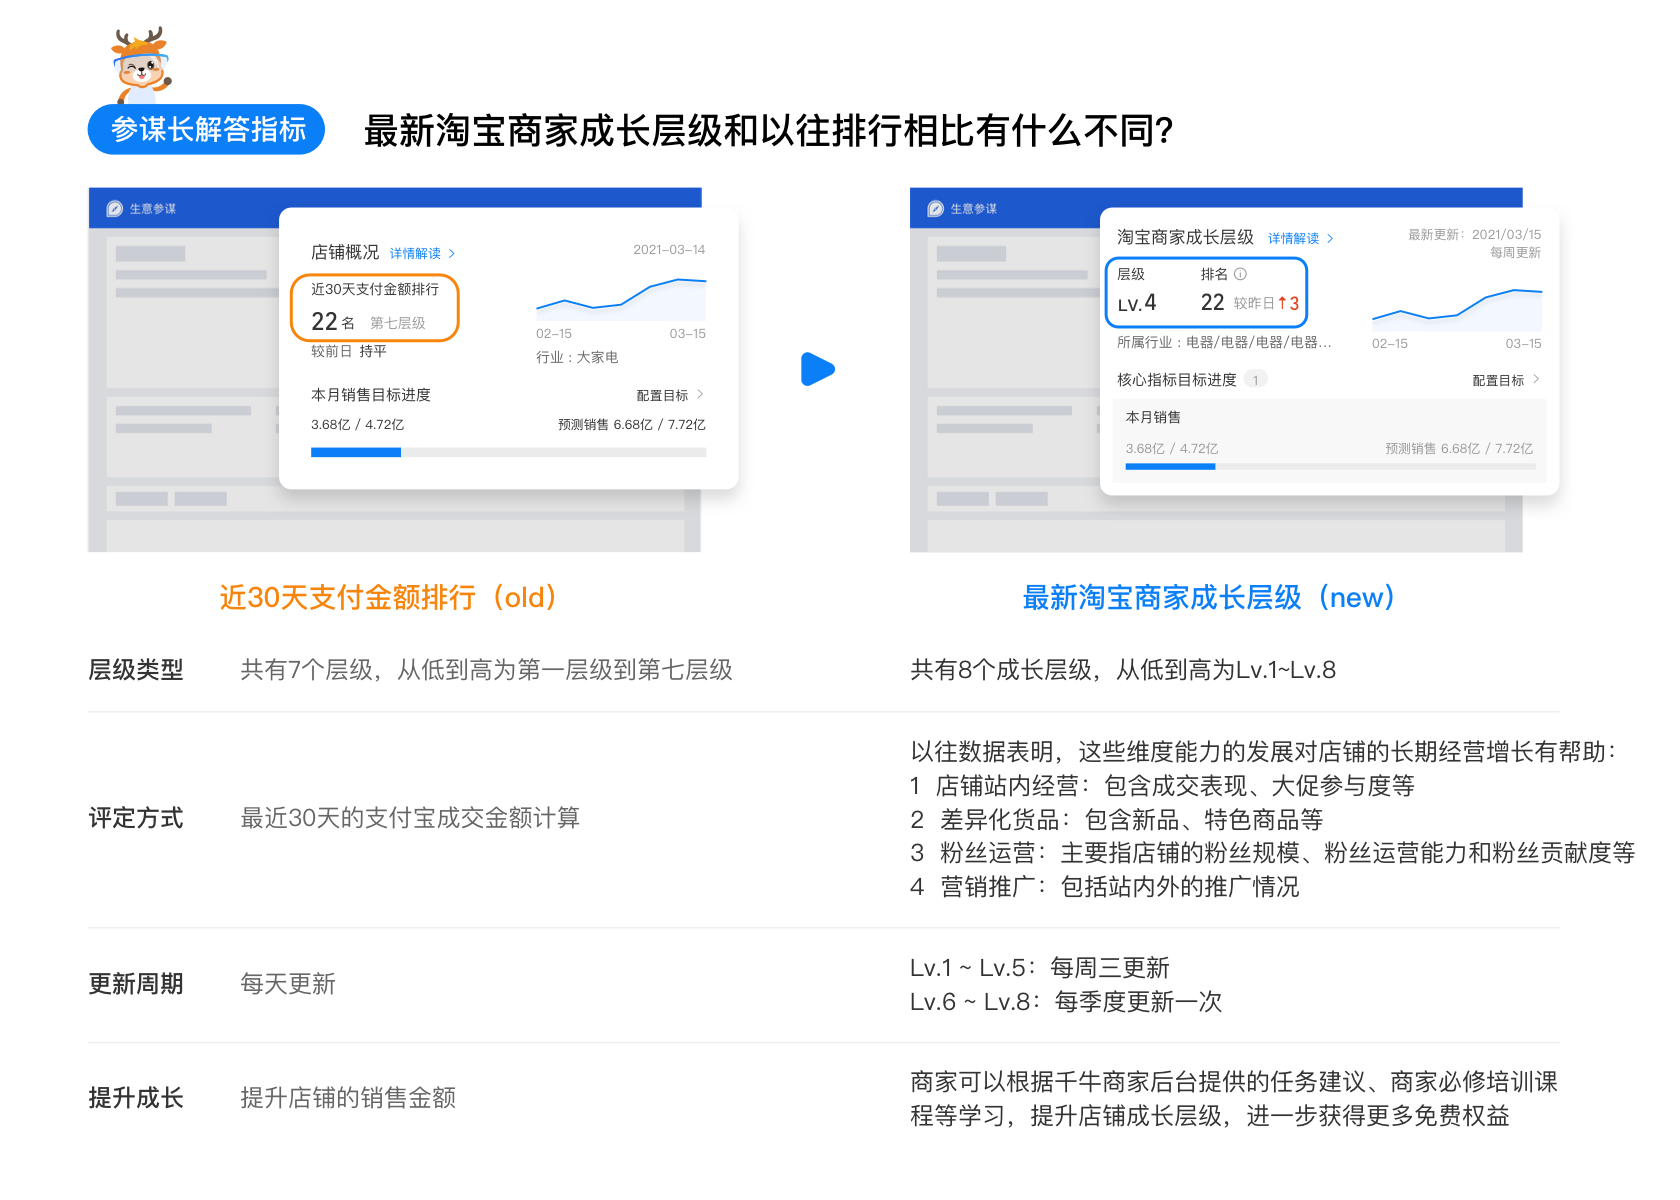 参谋长解答指标
最新淘宝商家成长层级和以往排行相比有什么不同?
生意参谋
店铺概况 详情解读 >
2021-03-14
近30天支付金额排行
22 名 第七层级
较前日 持平
02-15 03-15
行业：大家电
本月销售目标进度
配置目标 >
3.68亿 / 4.72亿
预测销售 6.68亿 / 7.72亿
生意参谋
淘宝商家成长层级 详情解读 >
最新更新：2021/03/15
每周更新
层级 排名
LV.4 22 较昨日↑3
02-15 03-15
所属行业：电器/电器/电器/电器...
核心指标目标进度 1
配置目标 >
本月销售
3.68亿 / 4.72亿
预测销售 6.68亿 / 7.72亿
近30天支付金额排行（old）
最新淘宝商家成长层级（new）
层级类型
共有7个层级，从低到高为第一层级到第七层级
共有8个成长层级，从低到高为Lv.1~Lv.8
评定方式
最近30天的支付宝成交金额计算
以往数据表明，这些维度能力的发展对店铺的长期经营增长有帮助：
1 店铺站内经营：包含成交表现、大促参与度等
2 差异化货品：包含新品、特色商品等
3 粉丝运营：主要指店铺的粉丝规模、粉丝运营能力和粉丝贡献度等
4 营销推广：包括站内外的推广情况
更新周期
每天更新
Lv.1 ~ Lv.5：每周三更新
Lv.6 ~ Lv.8：每季度更新一次
提升成长
提升店铺的销售金额
商家可以根据千牛商家后台提供的任务建议、商家必修培训课
程等学习，提升店铺成长层级，进一步获得更多免费权益